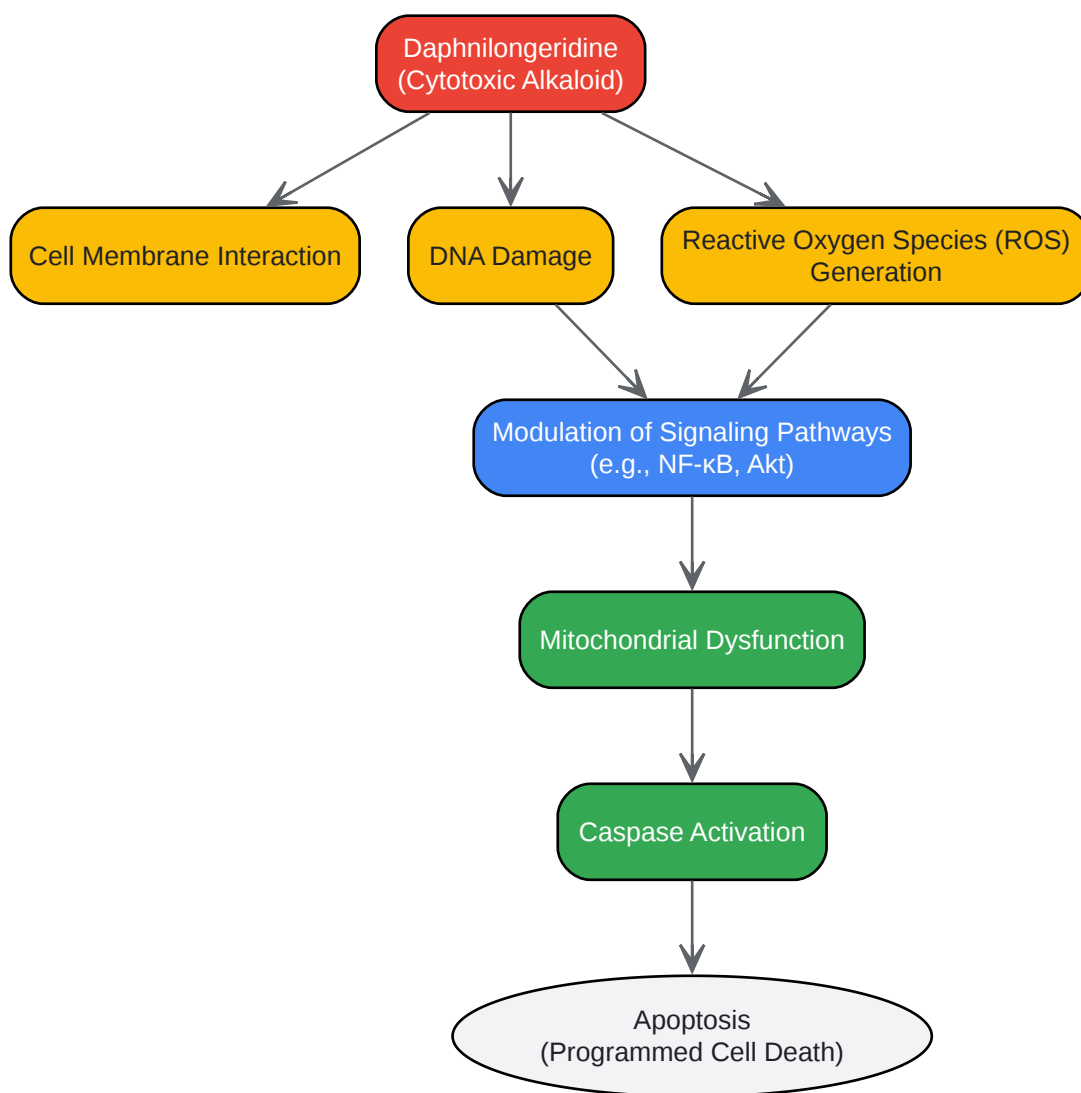 Daphnilongeridine
(Cytotoxic Alkaloid)
Cell Membrane Interaction
DNA Damage
Reactive Oxygen Species (ROS)
Generation
Modulation of Signaling Pathways
(e.g., NF-κB, Akt)
Mitochondrial Dysfunction
Caspase Activation
Apoptosis
(Programmed Cell Death)